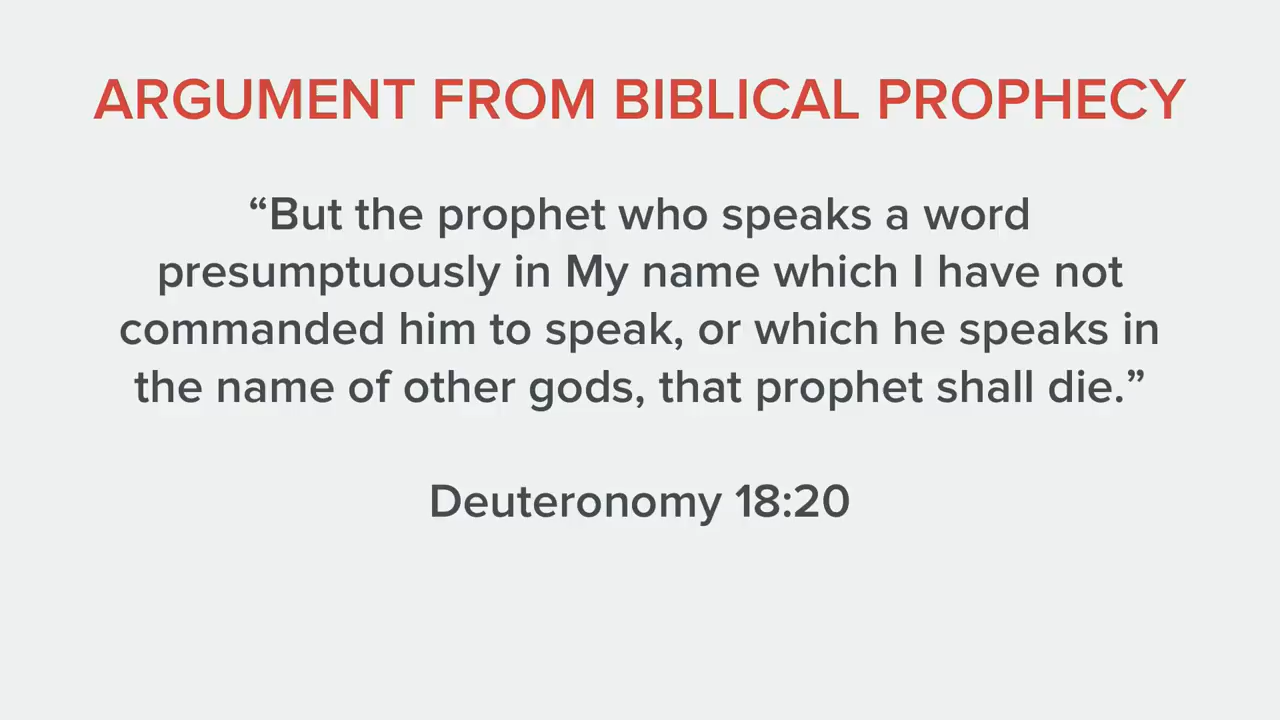 ARGUMENT FROM BIBLICAL PROPHECY
“But the prophet who speaks a word
presumptuously in My name which I have not
commanded him to speak, or which he speaks in
the name of other gods, that prophet shall die.”
Deuteronomy 18:20